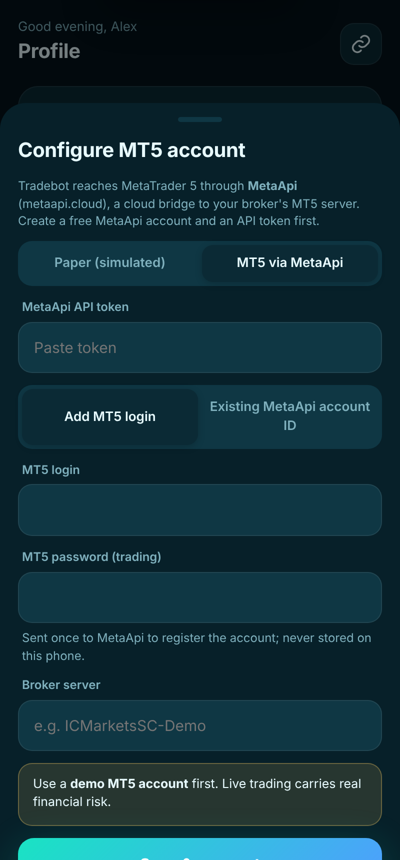 Good evening, Alex
Profile
Configure MT5 account
Tradebot reaches MetaTrader 5 through MetaApi
(metaapi.cloud), a cloud bridge to your broker's MT5 server.
Create a free MetaApi account and an API token first.
Paper (simulated)
MT5 via MetaApi
MetaApi API token
Paste token
Add MT5 login
Existing MetaApi account
ID
MT5 login
MT5 password (trading)
Sent once to MetaApi to register the account; never stored on
this phone.
Broker server
e.g. ICMarketsSC-Demo
Use a demo MT5 account first. Live trading carries real
financial risk.